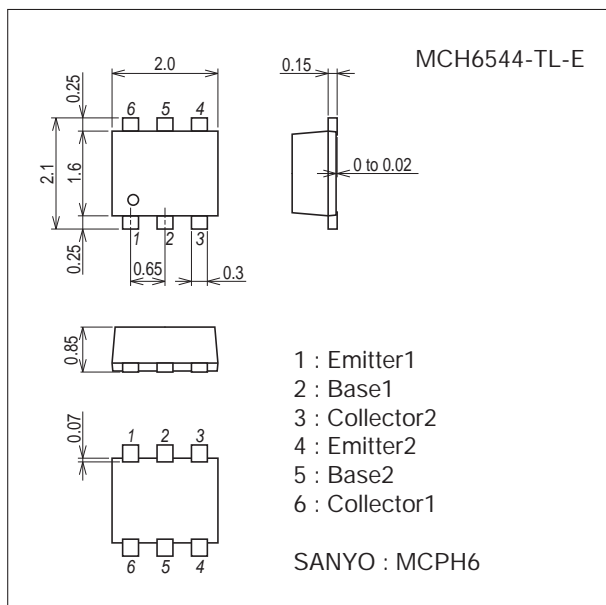 MCH6544-TL-E
2.0
0.15
0.25
6 5 4
2.1
1.6
0 to 0.02
1 2 3
0.25
0.65
0.3
0.85
1 : Emitter1
2 : Base1
3 : Collector2
4 : Emitter2
5 : Base2
6 : Collector1
0.07
1 2 3
6 5 4
SANYO : MCPH6